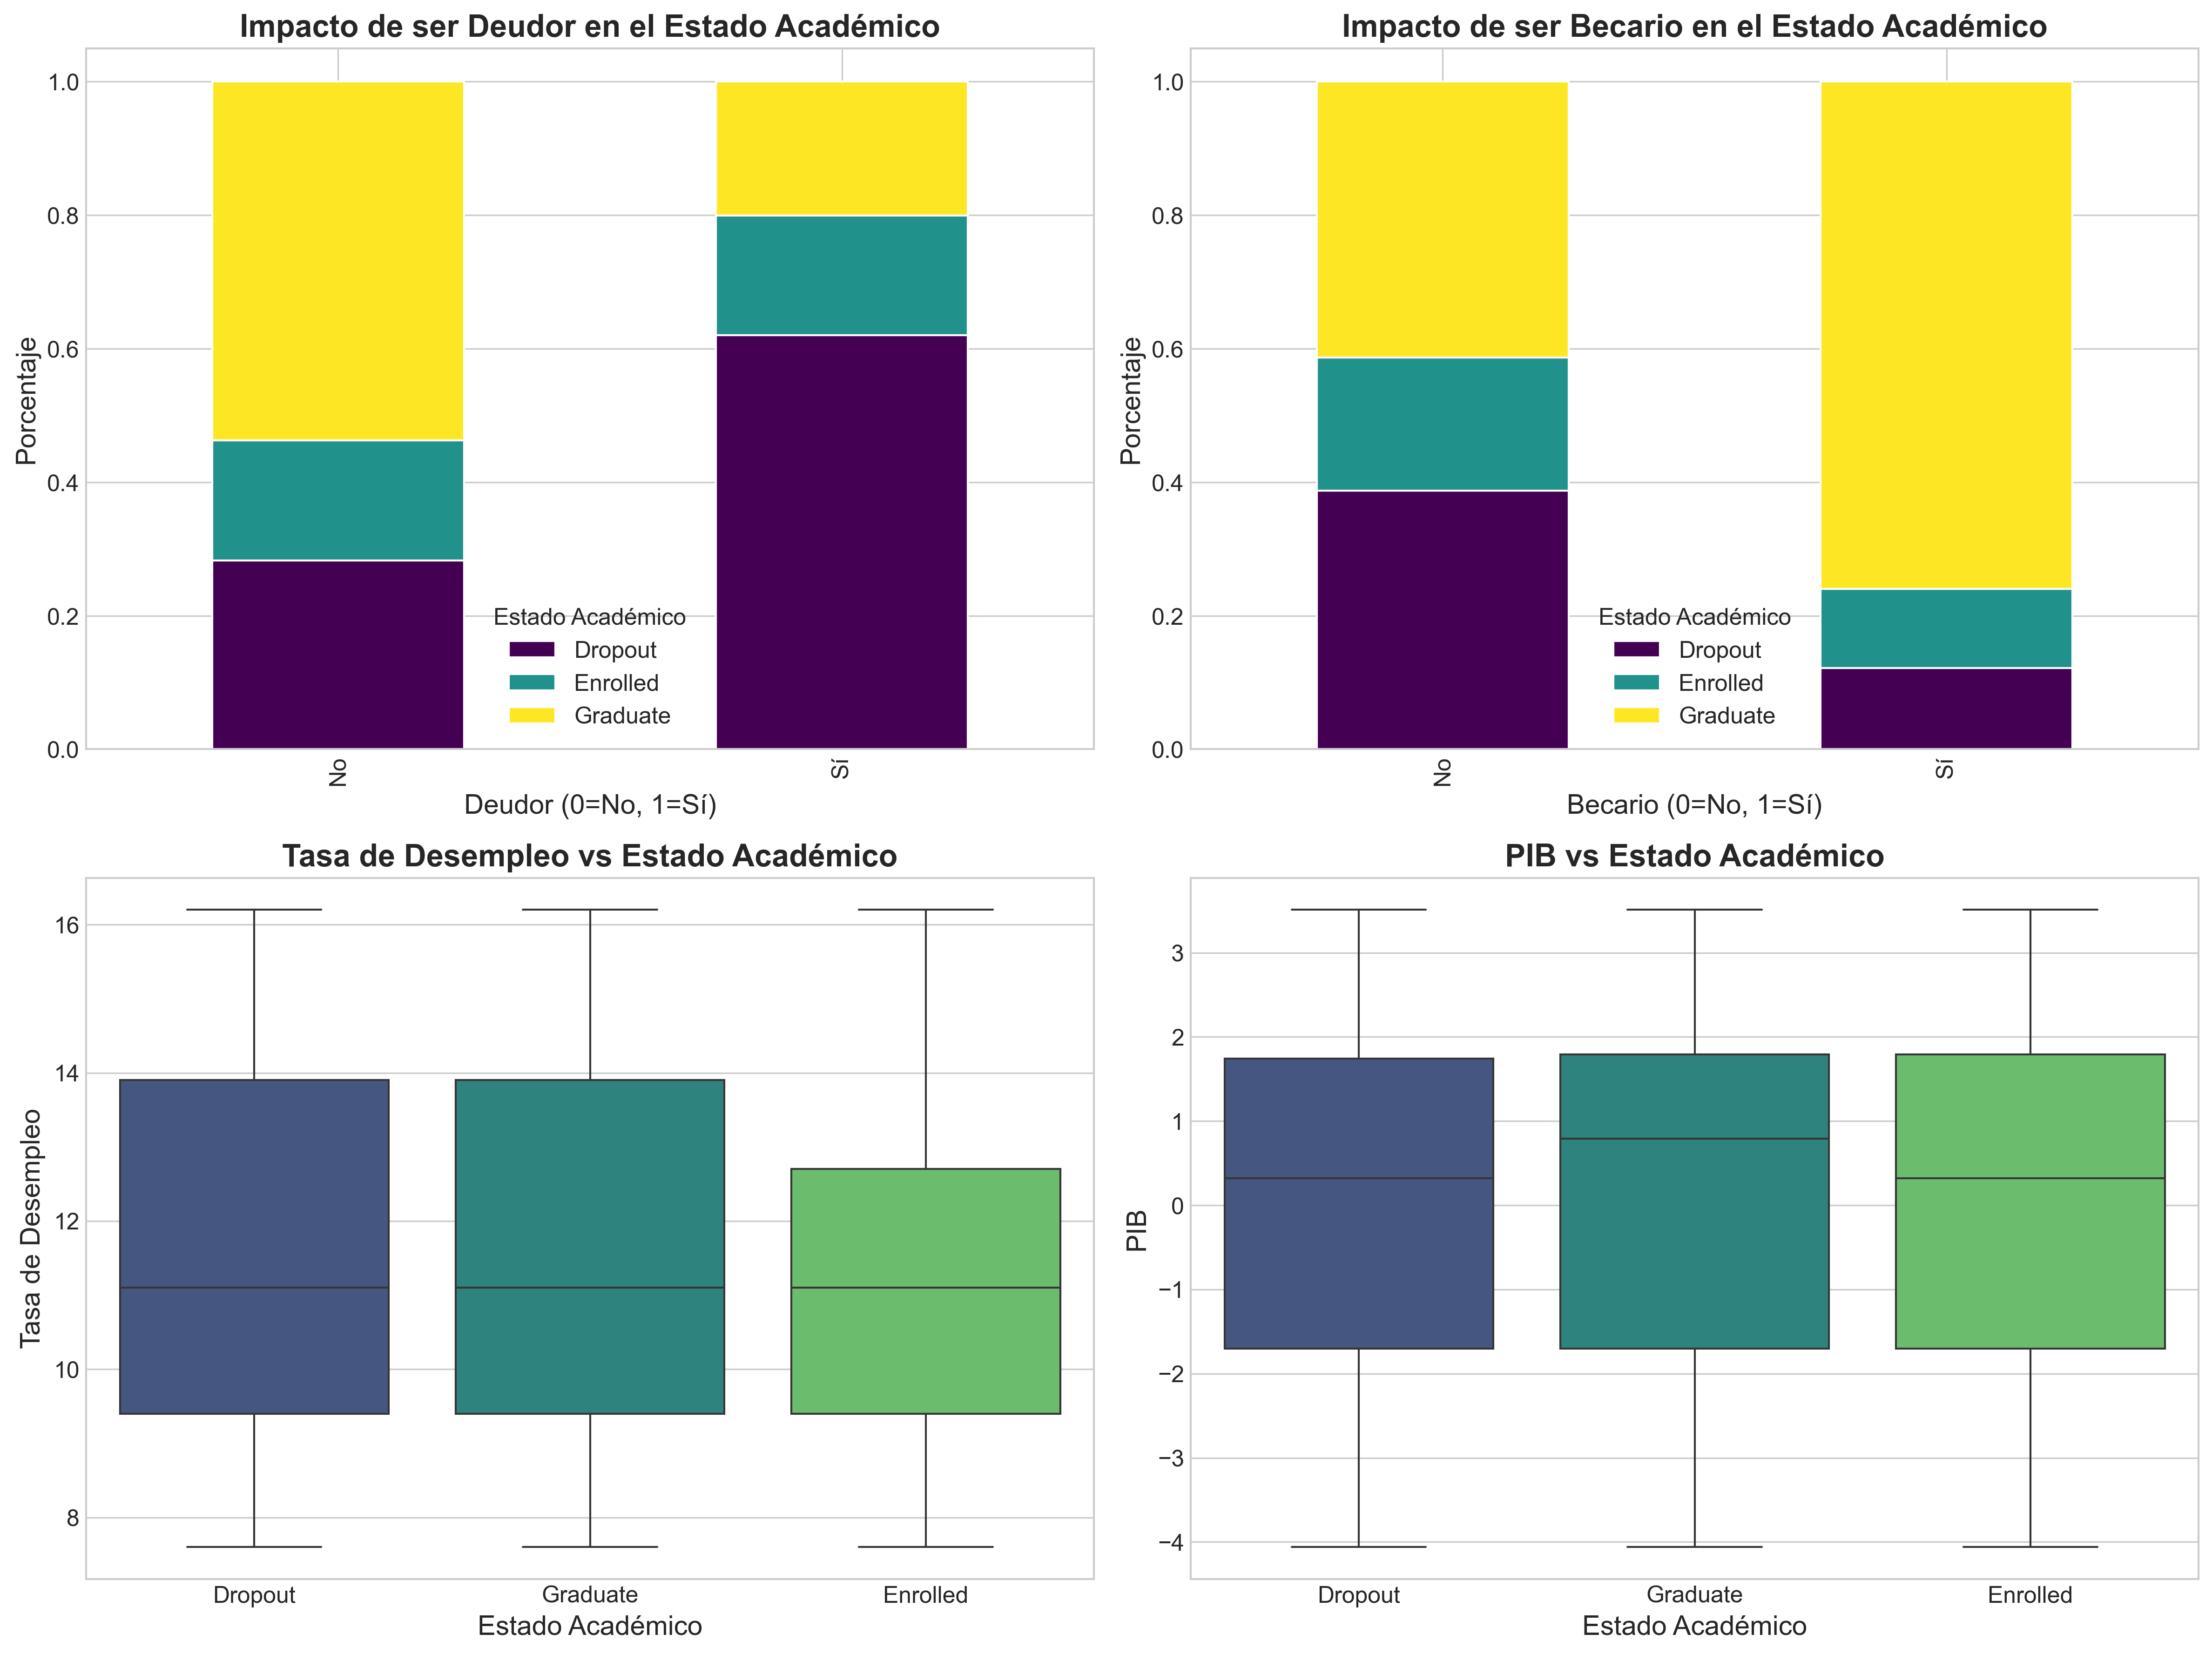 Impacto de ser Deudor en el Estado Académico
1.0
0.8
0.6
0.4
0.2
0.0
Porcentaje
Estado Académico
Dropout
Enrolled
Graduate
No
Sí
Deudor (0=No, 1=Sí)
Impacto de ser Becario en el Estado Académico
1.0
0.8
0.6
0.4
0.2
0.0
Porcentaje
Estado Académico
Dropout
Enrolled
Graduate
No
Sí
Becario (0=No, 1=Sí)
Tasa de Desempleo vs Estado Académico
16
14
12
10
8
Tasa de Desempleo
Dropout
Graduate
Enrolled
Estado Académico
PIB vs Estado Académico
3
2
1
0
−1
−2
−3
−4
PIB
Dropout
Graduate
Enrolled
Estado Académico